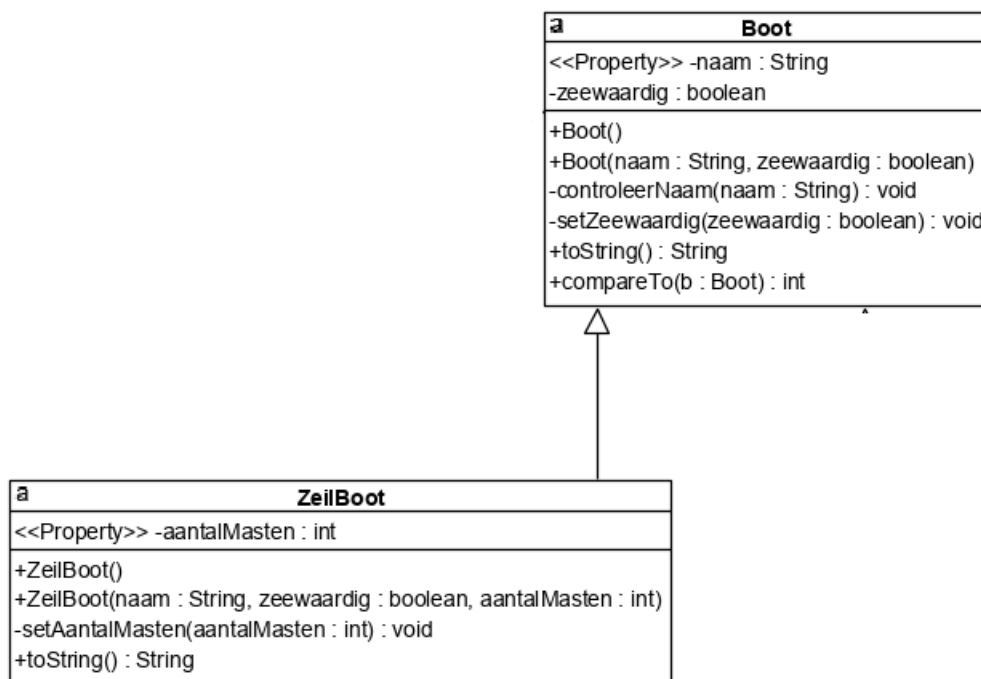 a Boot
<<Property>> -naam : String
-zeewaardig : boolean
+Boot()
+Boot(naam : String, zeewaardig : boolean)
-controleerNaam(naam : String) : void
-setZeewaardig(zeewaardig : boolean) : void
+toString() : String
+compareTo(b : Boot) : int
a ZeilBoot
<<Property>> -aantalMasten : int
+ZeilBoot()
+ZeilBoot(naam : String, zeewaardig : boolean, aantalMasten : int)
-setAantalMasten(aantalMasten : int) : void
+toString() : String